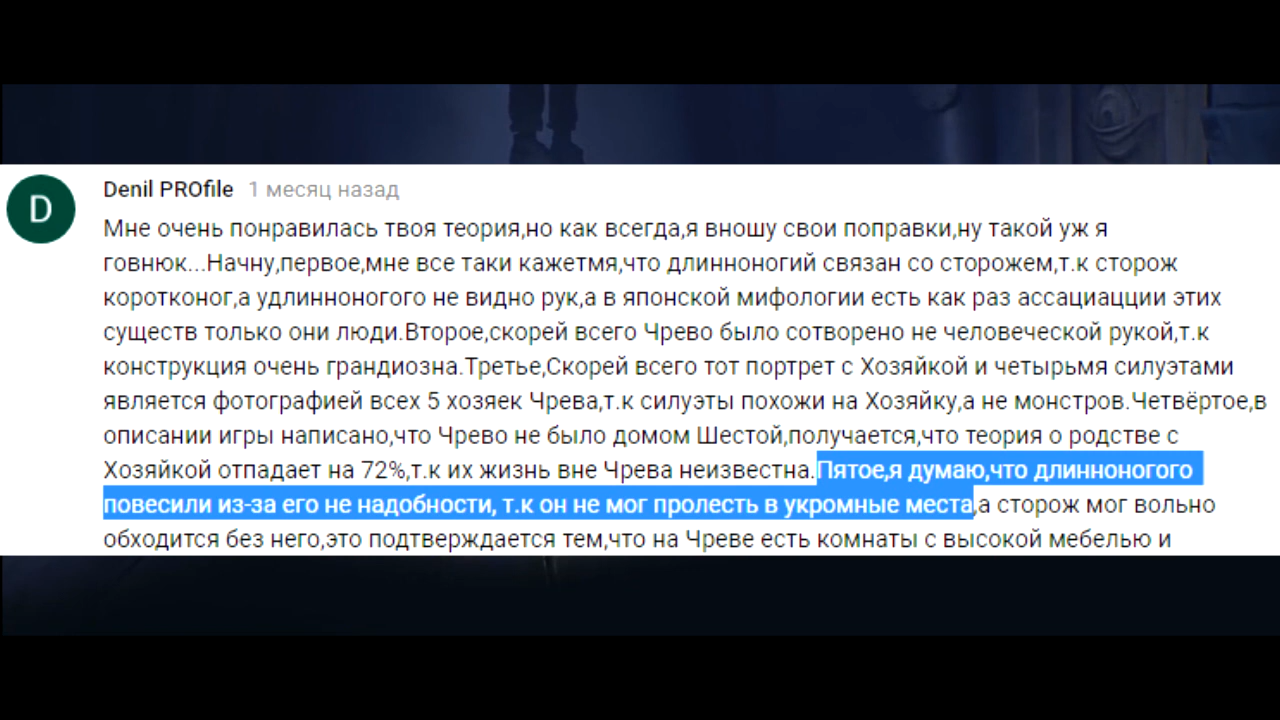 D
Denil PROfile 1 месяц назад
Мне очень понравилась твоя теория,но как всегда,я вношу свои поправки,ну такой уж я
говнюк...Начну,первое,мне все таки кажетмя,что длинноногий связан со сторожем,т.к сторож
коротконог,а удлинноногого не видно рук,а в японской мифологии есть как раз ассациацции этих
существ только они люди.Второе,скорей всего Чрево было сотворено не человеческой рукой,т.к
конструкция очень грандиозна.Третье,Скорей всего тот портрет с Хозяйкой и четырьмя силуэтами
является фотографией всех 5 хозяек Чрева,т.к силуэты похожи на Хозяйку,а не монстров.Четвёртое,в
описании игры написано,что Чрево не было домом Шестой,получается,что теория о родстве с
Хозяйкой отпадает на 72%,т.к их жизнь вне Чрева неизвестна.Пятое,я думаю,что длинноногого
повесили из-за его не надобности, т.к он не мог пролесть в укромные места,а сторож мог вольно
обходится без него,это подтверждается тем,что на Чреве есть комнаты с высокой мебелью и